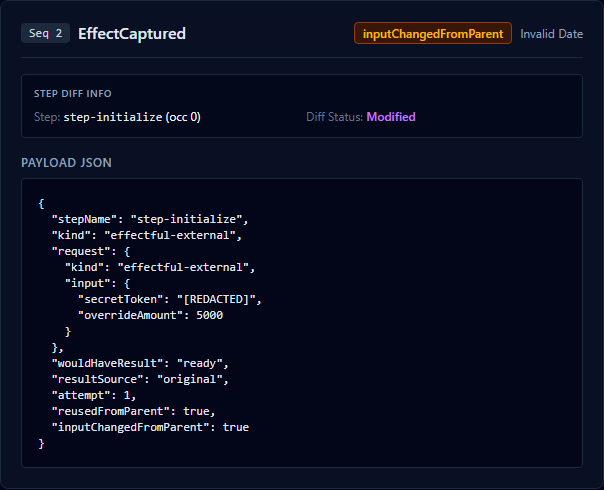 Seq 2 EffectCaptured inputChangedFromParent Invalid Date
STEP DIFF INFO
Step: step-initialize (occ 0) Diff Status: Modified
PAYLOAD JSON
{
  "stepName": "step-initialize",
  "kind": "effectful-external",
  "request": {
    "kind": "effectful-external",
    "input": {
      "secretToken": "[REDACTED]",
      "overrideAmount": 5000
    }
  },
  "wouldHaveResult": "ready",
  "resultSource": "original",
  "attempt": 1,
  "reusedFromParent": true,
  "inputChangedFromParent": true
}